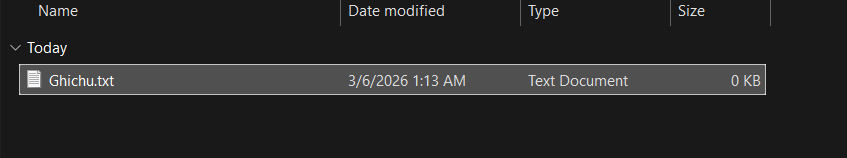 Name Date modified Type Size
Today
Ghichu.txt 3/6/2026 1:13 AM Text Document 0 KB